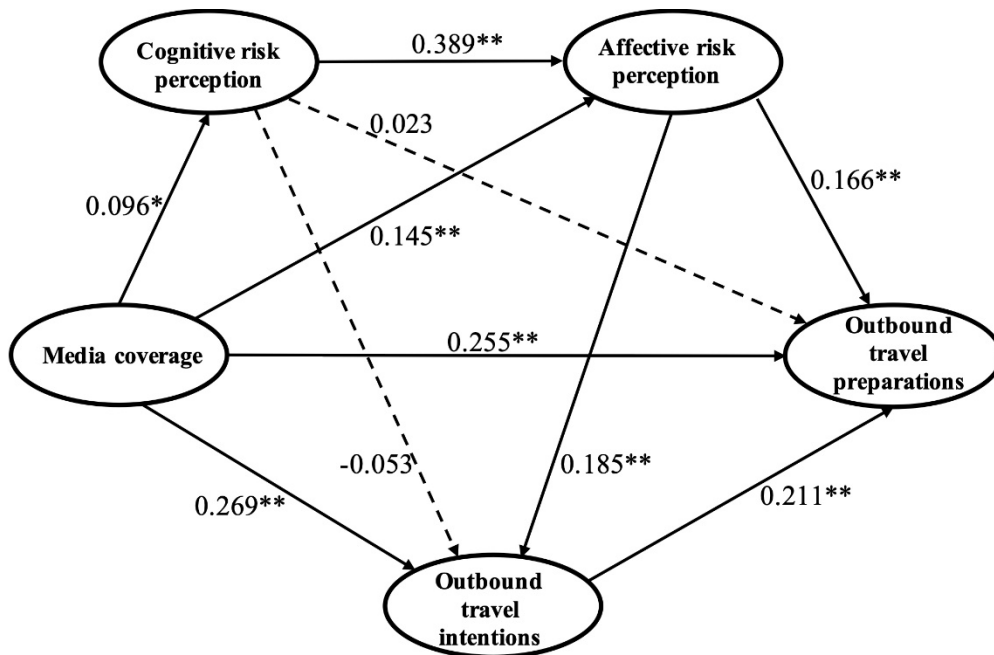 Cognitive risk
perception
0.389**
Affective risk
perception
0.023
0.166**
0.096*
0.145**
Media coverage
0.255**
Outbound
travel
preparations
-0.053
0.185**
0.269**
0.211**
Outbound
travel
intentions